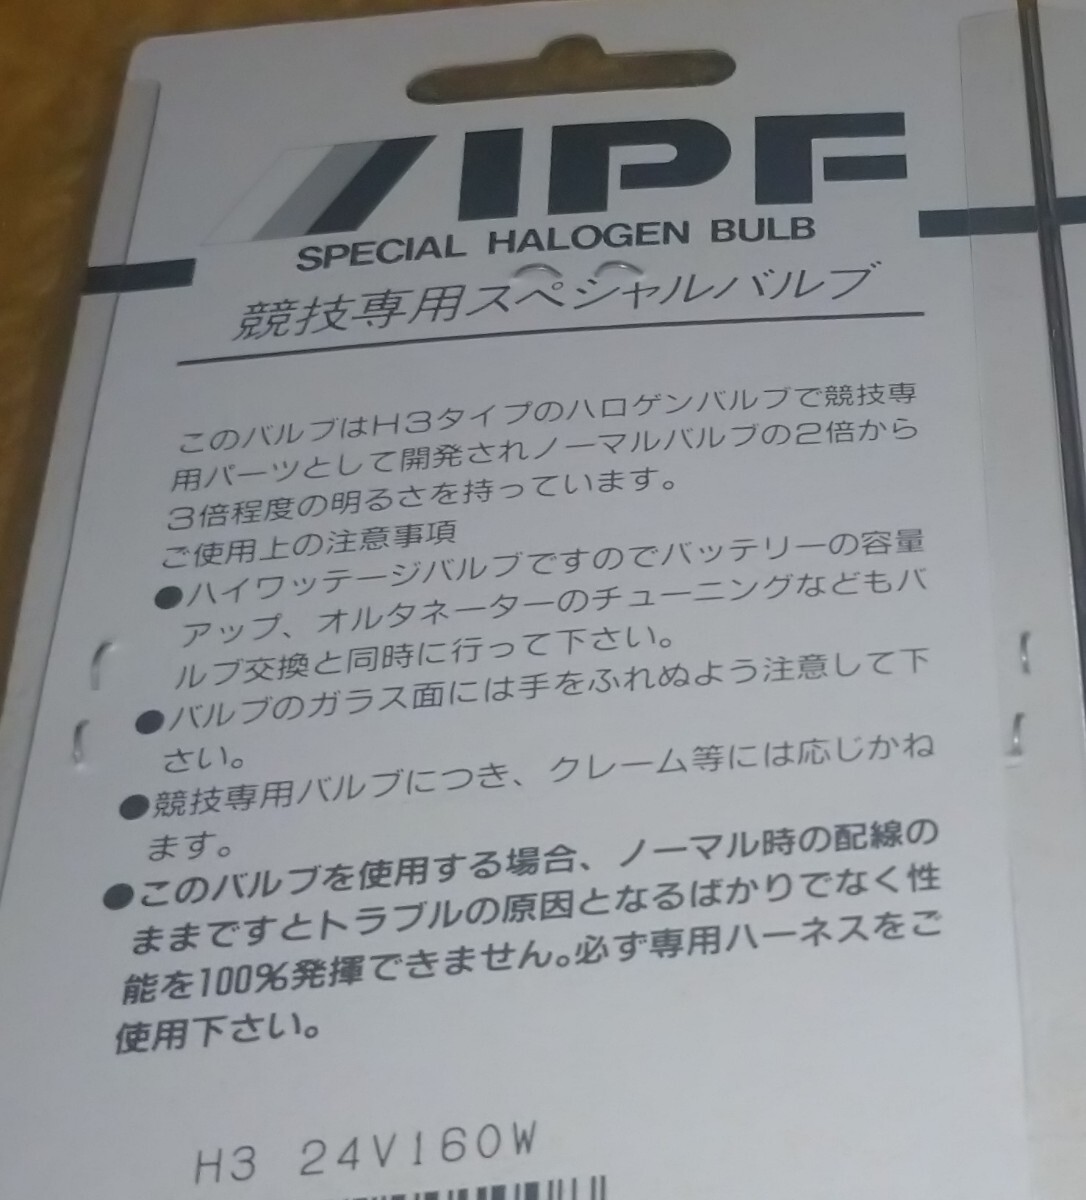 IPF
SPECIAL HALOGEN BULB
競技専用スペシャルバルブ
このバルブはH3タイプのハロゲンバルブで競技専
用パーツとして開発されノーマルバルブの2倍から
3倍程度の明るさを持っています。
ご使用上の注意事項
●ハイワッテージバルブですのでバッテリーの容量
アップ、オルタネーターのチューニングなどもバ
ルブ交換と同時に行って下さい。
●バルブのガラス面には手をふれぬよう注意して下
さい。
●競技専用バルブにつき、クレーム等には応じかね
ます。
●このバルブを使用する場合、ノーマル時の配線の
ままですとトラブルの原因となるばかりでなく性
能を100%発揮できません。必ず専用ハーネスをご
使用下さい。
H3 24V160W